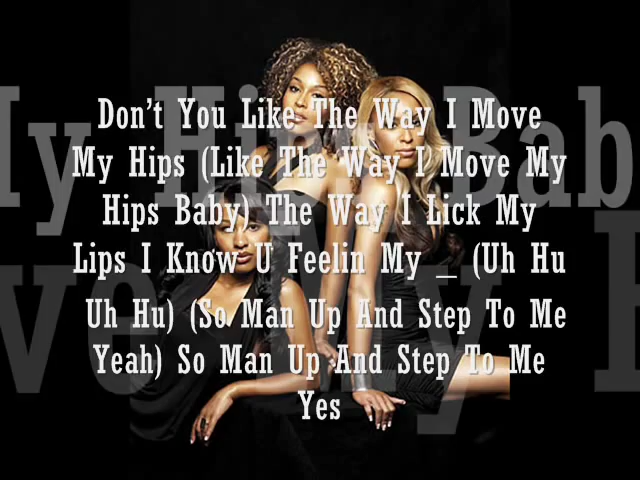 Don't You Like The Way I Move
My Hips (Like The Way I Move My
Hips Baby) The Way I Lick My
Lips I Know U Feelin My _ (Uh Hu
Uh Hu) (So Man Up And Step To Me
Yeah) So Man Up And Step To Me
Yes